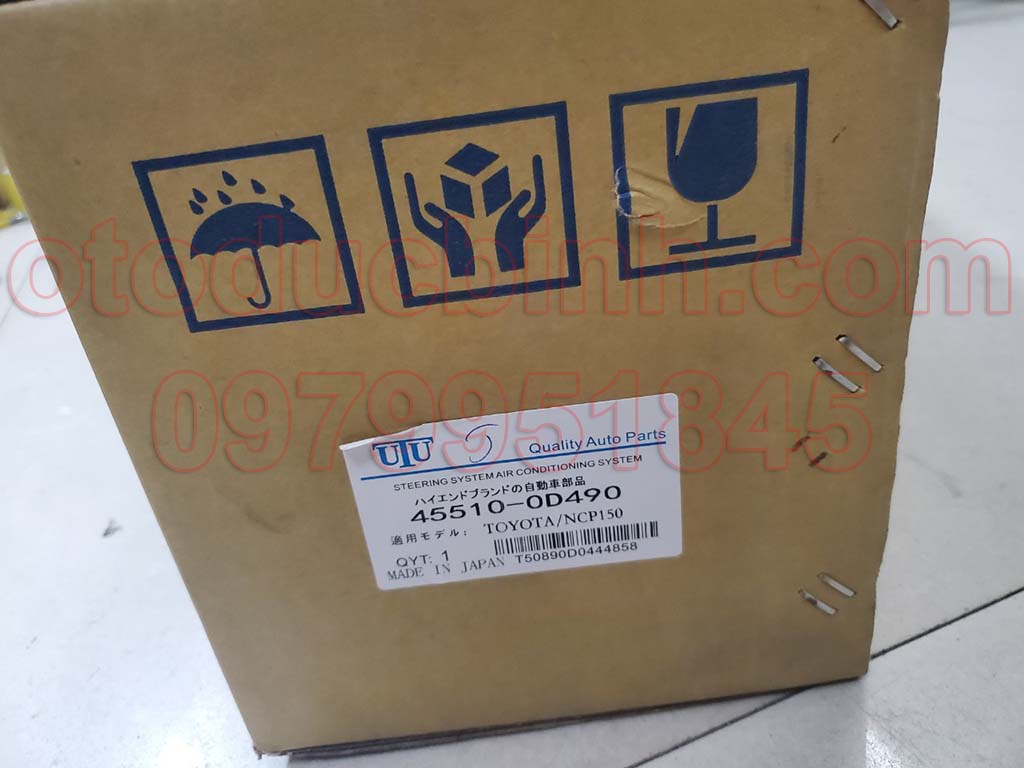 otoducbinh.com
0979951845
UTU Quality Auto Parts
STEERING SYSTEM AIR CONDITIONING SYSTEM
ハイエンドブランドの自動車部品
45510-0D490
適用モデル: TOYOTA/NCP150
QYT: 1
MADE IN JAPAN T50890D0444858